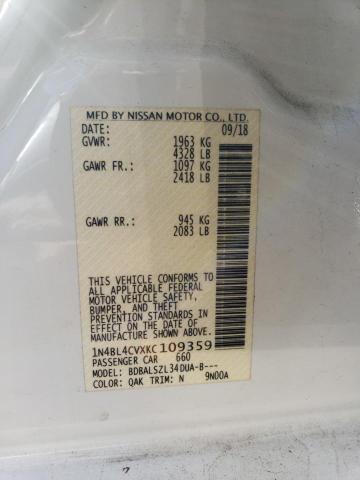 MFD BY NISSAN MOTOR CO., LTD.
DATE: 09/18
GVWR: 1963 KG
4328 LB
GAWR FR.: 1097 KG
2418 LB
GAWR RR.: 945 KG
2083 LB
THIS VEHICLE CONFORMS TO
ALL APPLICABLE FEDERAL
MOTOR VEHICLE SAFETY,
BUMPER, AND THEFT
PREVENTION STANDARDS IN
EFFECT ON THE DATE OF
MANUFACTURE SHOWN ABOVE.
1N4BL4CVXKC109359
PASSENGER CAR 660
MODEL: BDBALSZL34DUA-B---
COLOR: QAK TRIM: N 9N00A